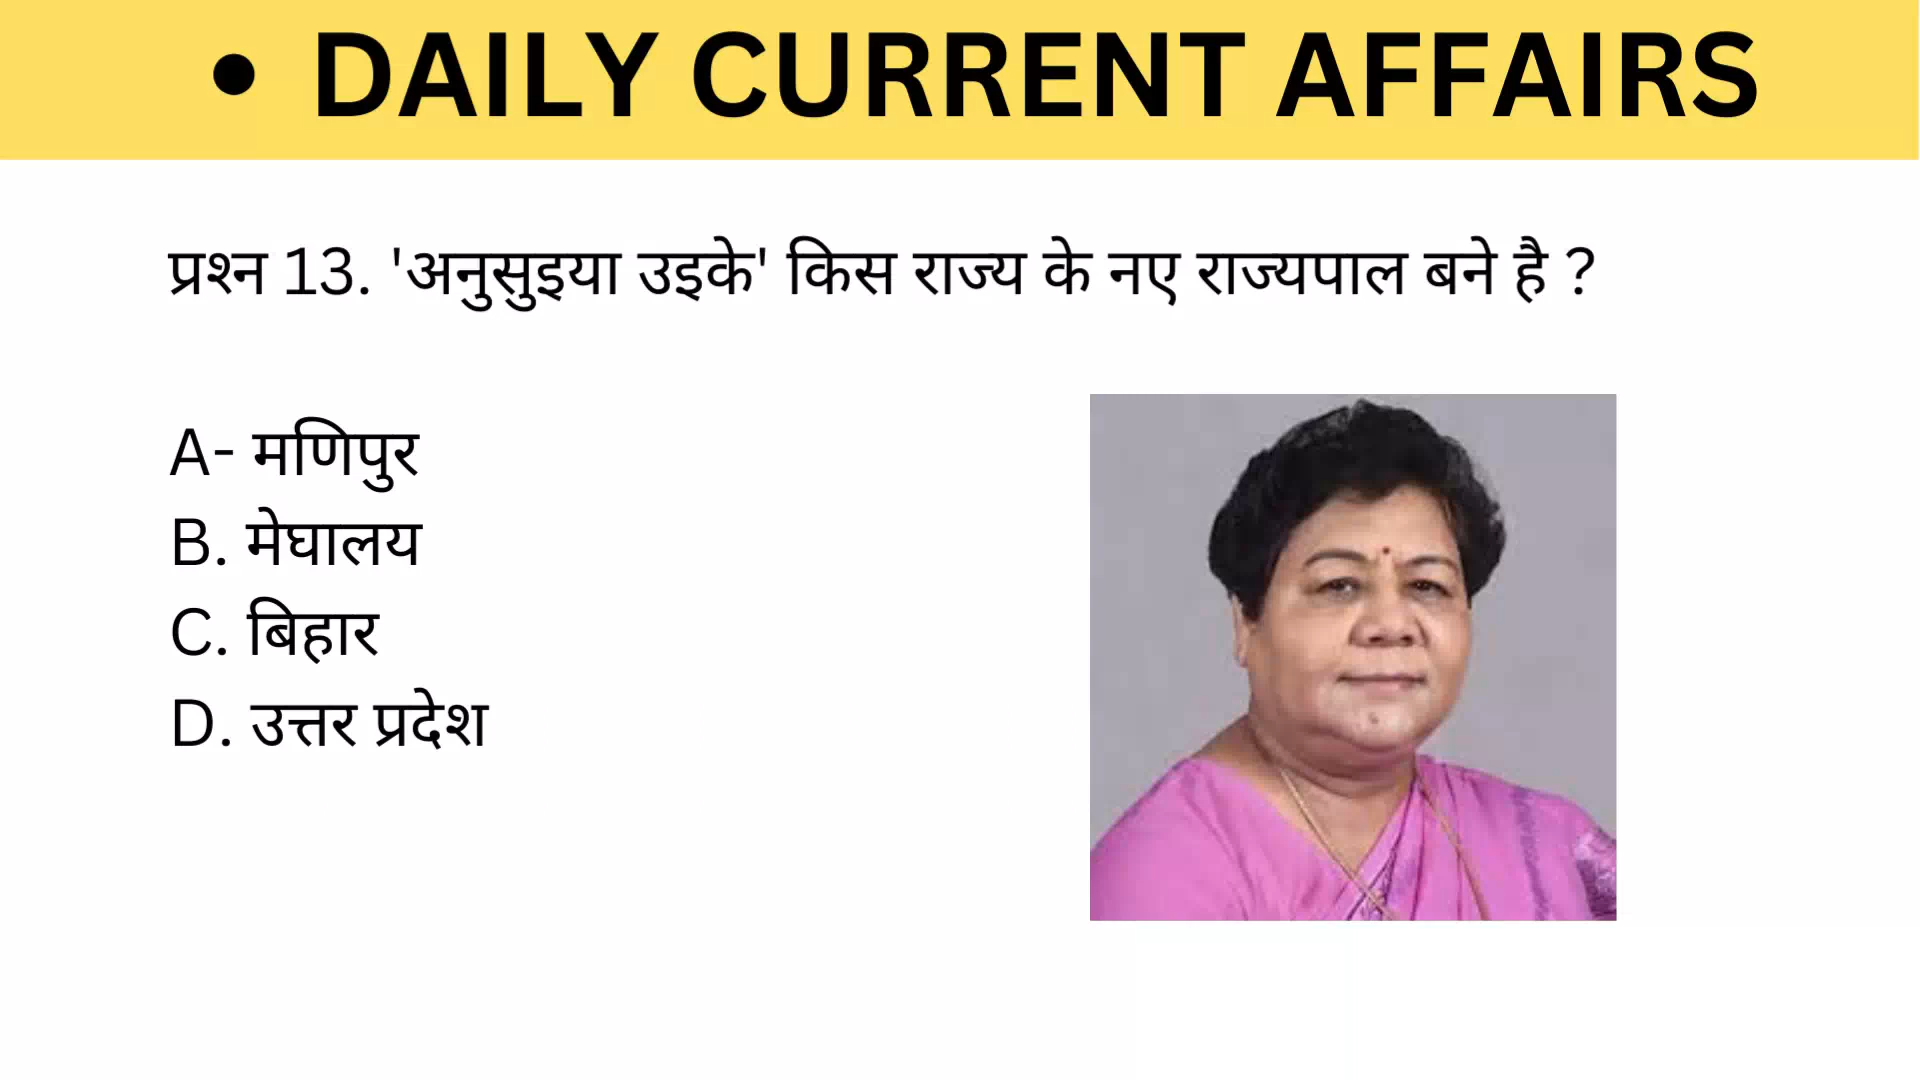 • DAILY CURRENT AFFAIRS
प्रश्न 13. 'अनुसुइया उइके' किस राज्य के नए राज्यपाल बने है ?
A- मणिपुर
B. मेघालय
C. बिहार
D. उत्तर प्रदेश